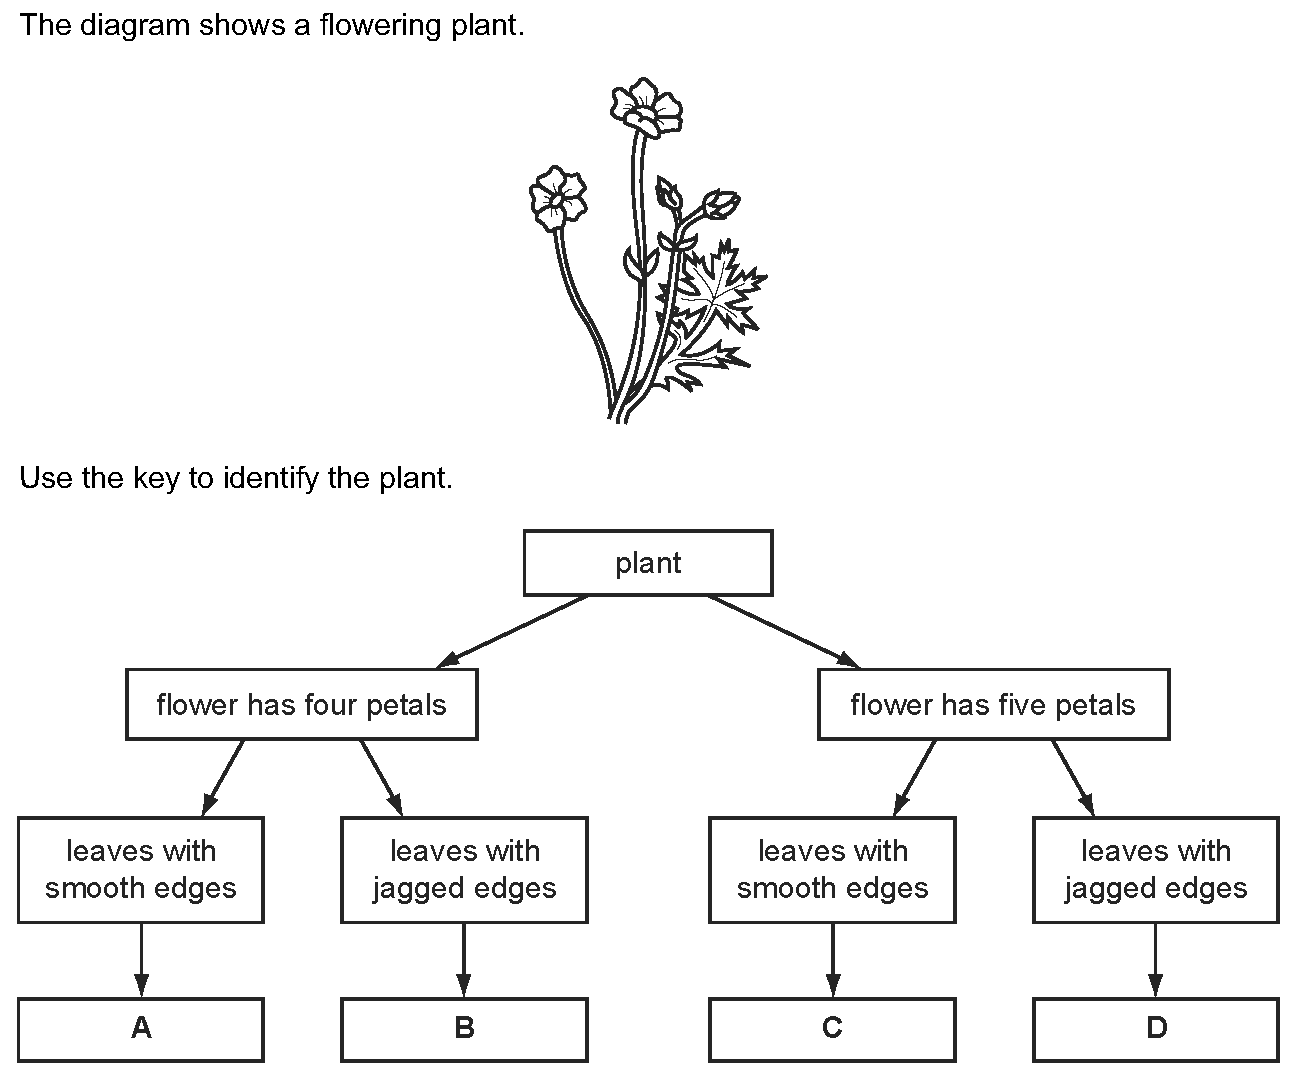 The diagram shows a flowering plant.
Use the key to identify the plant.
plant
flower has four petals
flower has five petals
leaves with
smooth edges
leaves with
jagged edges
leaves with
smooth edges
leaves with
jagged edges
A
B
C
D